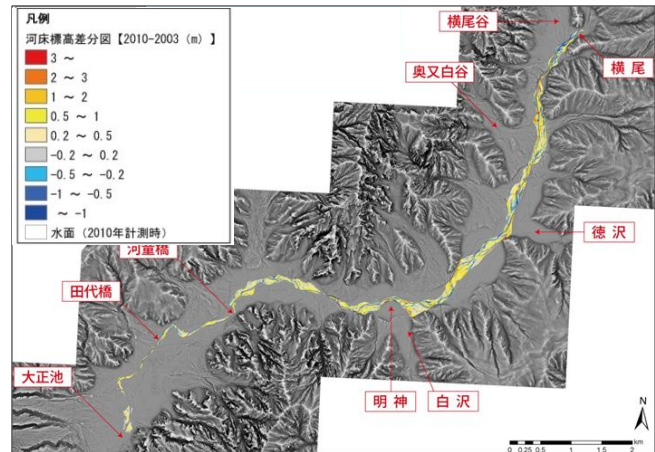 凡例
河床標高差分図【2010-2003（m）】
3 ～
2 ～ 3
1 ～ 2
0.5 ～ 1
0.2 ～ 0.5
-0.2 ～ 0.2
-0.5 ～ -0.2
-1 ～ -0.5
～ -1
水面（2010年計測時）
横尾谷
横尾
奥又白谷
徳沢
河童橋
田代橋
大正池
明神
白沢
N
0 0.25 0.5 1 1.5 2
km